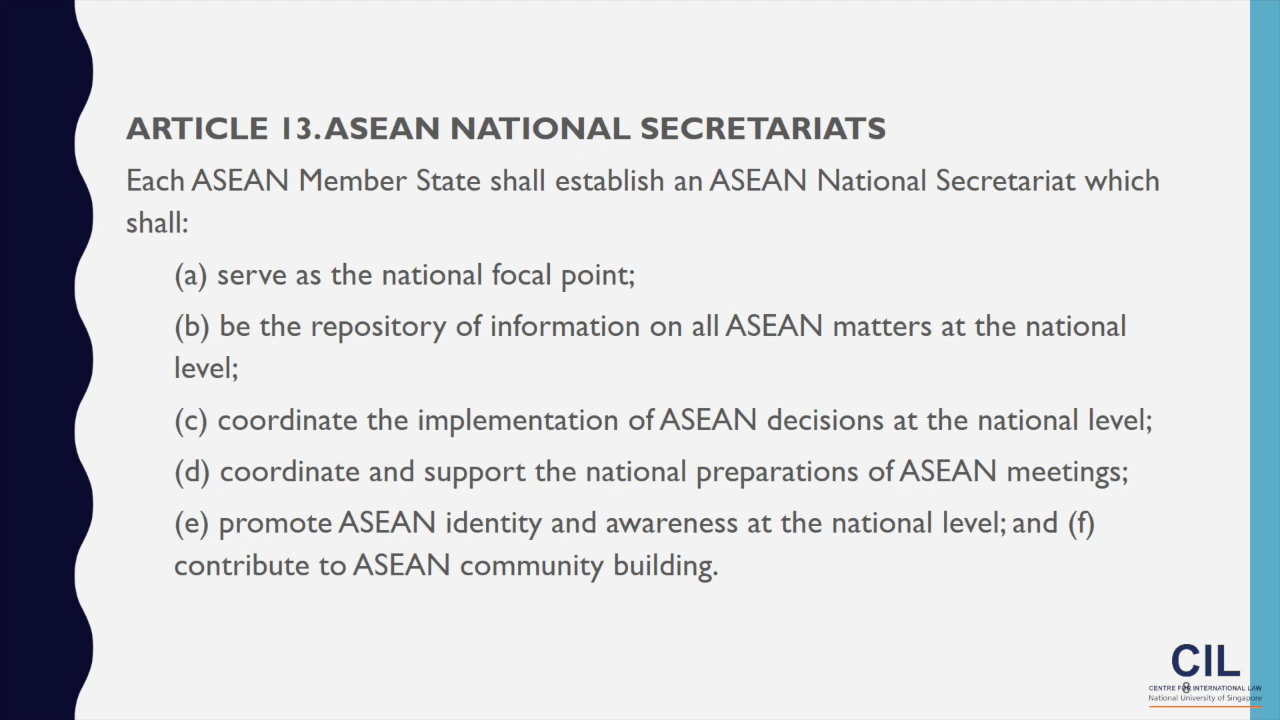 ARTICLE 13. ASEAN NATIONAL SECRETARIATS
Each ASEAN Member State shall establish an ASEAN National Secretariat which
shall:
(a) serve as the national focal point;
(b) be the repository of information on all ASEAN matters at the national
level;
(c) coordinate the implementation of ASEAN decisions at the national level;
(d) coordinate and support the national preparations of ASEAN meetings;
(e) promote ASEAN identity and awareness at the national level; and (f)
contribute to ASEAN community building.
CIL
CENTRE FOR INTERNATIONAL LAW
8
National University of Singapore